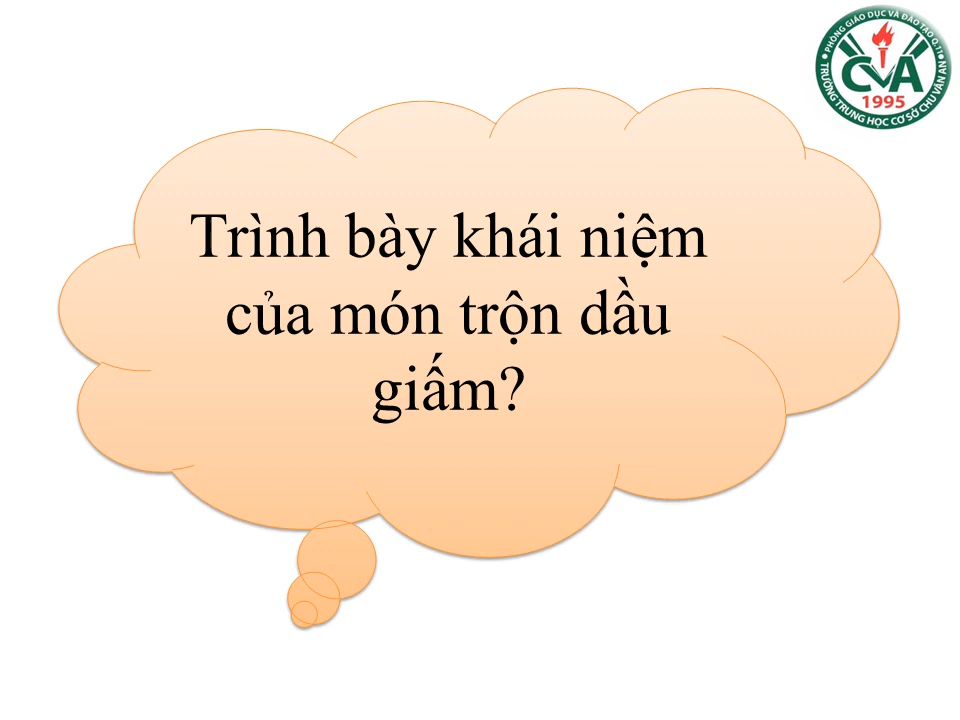 PHÒNG GIÁO DỤC VÀ ĐÀO TẠO Q.11
CVA
1995
TRƯỜNG TRUNG HỌC CƠ SỞ CHU VĂN AN
Trình bày khái niệm
của món trộn dầu
giấm?